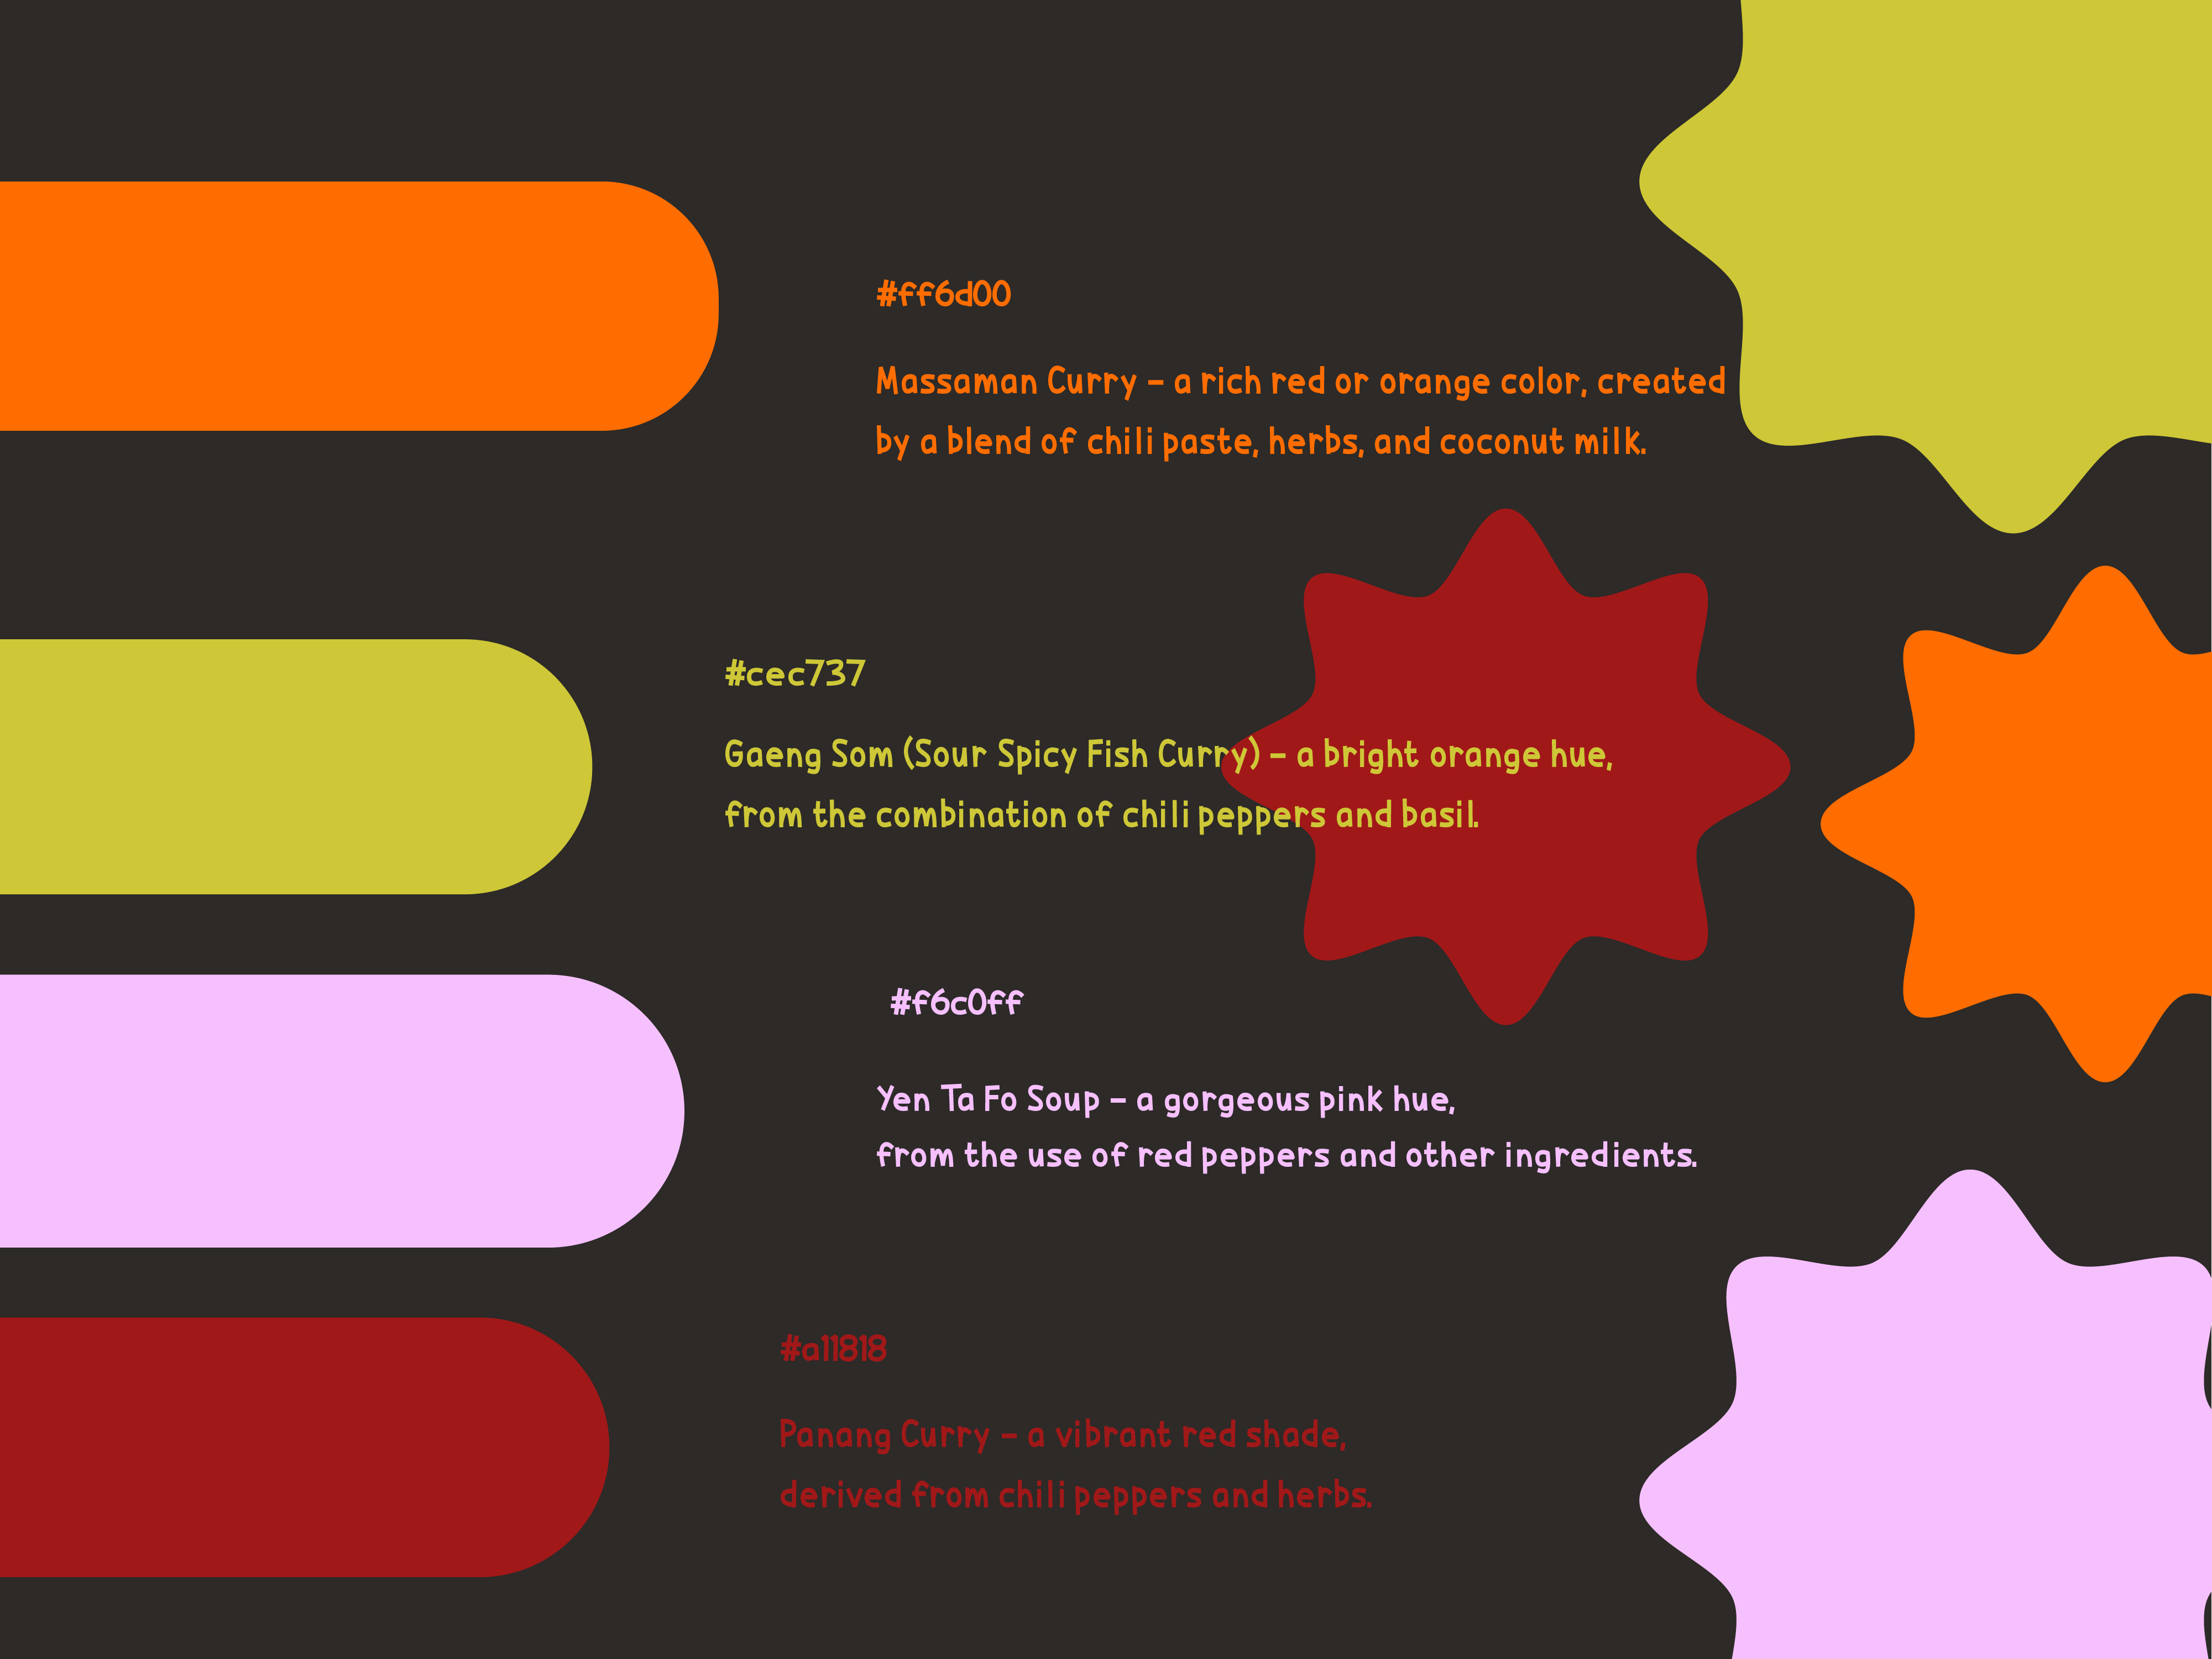 #ff6d00
Massaman Curry - a rich red or orange color, created
by a blend of chili paste, herbs, and coconut milk.
#cec737
Gaeng Som (Sour Spicy Fish Curry) - a bright orange hue,
from the combination of chili peppers and basil.
#f6c0ff
Yen Ta Fo Soup - a gorgeous pink hue,
from the use of red peppers and other ingredients.
#a11818
Panang Curry - a vibrant red shade,
derived from chili peppers and herbs.